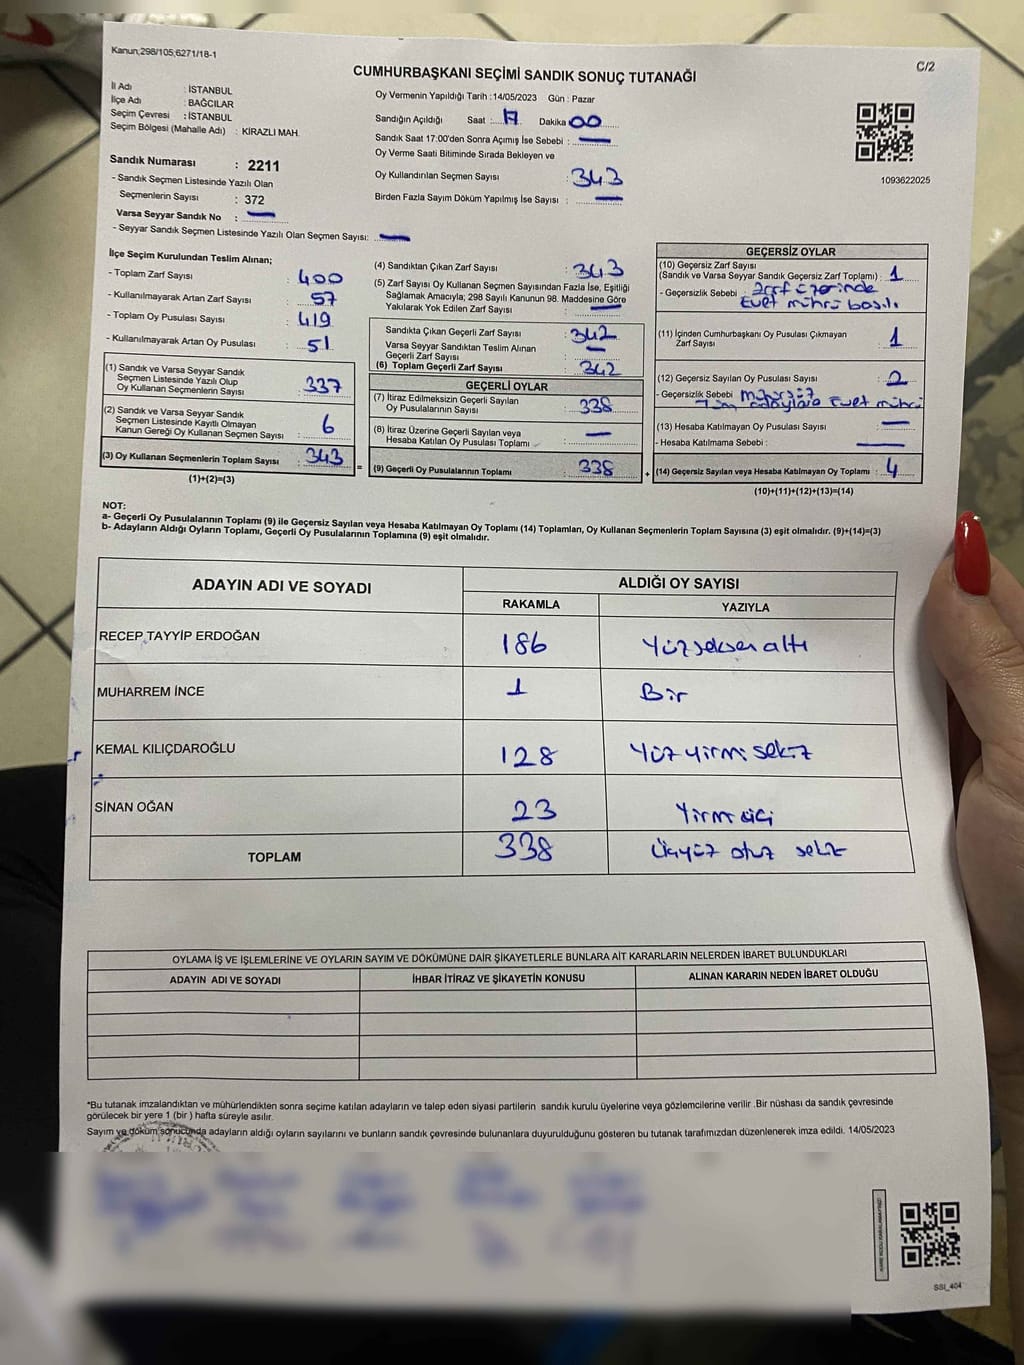 Kanun;298/105;6271/18-1
C/2
CUMHURBAŞKANI SEÇİMİ SANDIK SONUÇ TUTANAĞI
İl Adı : İSTANBUL
İlçe Adı : BAĞCILAR
Seçim Çevresi : İSTANBUL
Seçim Bölgesi (Mahalle Adı) : KİRAZLI MAH.
Sandık Numarası : 2211
- Sandık Seçmen Listesinde Yazılı Olan
Seçmenlerin Sayısı : 372
Varsa Seyyar Sandık No : —
- Seyyar Sandık Seçmen Listesinde Yazılı Olan Seçmen Sayısı: —
Oy Vermenin Yapıldığı Tarih :14/05/2023 Gün : Pazar
Sandığın Açıldığı Saat : 17 Dakika 00
Sandık Saat 17:00'den Sonra Açımış İse Sebebi : —
Oy Verme Saati Bitiminde Sırada Bekleyen ve
Oy Kullandırılan Seçmen Sayısı : 343
Birden Fazla Sayım Döküm Yapılmış İse Sayısı : —
1093622025
İlçe Seçim Kurulundan Teslim Alınan;
- Toplam Zarf Sayısı : 400
- Kullanılmayarak Artan Zarf Sayısı : 57
- Toplam Oy Pusulası Sayısı : 419
- Kullanılmayarak Artan Oy Pusulası : 51
(1) Sandık ve Varsa Seyyar Sandık
Seçmen Listesinde Yazılı Olup
Oy Kullanan Seçmenlerin Sayısı : 337
(2) Sandık ve Varsa Seyyar Sandık
Seçmen Listesinde Kayıtlı Olmayan
Kanun Gereği Oy Kullanan Seçmen Sayısı : 6
(3) Oy Kullanan Seçmenlerin Toplam Sayısı : 343
(1)+(2)=(3)
(4) Sandıktan Çıkan Zarf Sayısı : 343
(5) Zarf Sayısı Oy Kullanan Seçmen Sayısından Fazla İse, Eşitliği
Sağlamak Amacıyla; 298 Sayılı Kanunun 98. Maddesine Göre
Yakılarak Yok Edilen Zarf Sayısı : —
Sandıkta Çıkan Geçerli Zarf Sayısı : 342
Varsa Seyyar Sandıktan Teslim Alınan
Geçerli Zarf Sayısı : —
(6) Toplam Geçerli Zarf Sayısı : 342
=
GEÇERLİ OYLAR
(7) İtiraz Edilmeksizin Geçerli Sayılan
Oy Pusulalarının Sayısı : 338
(8) İtiraz Üzerine Geçerli Sayılan veya
Hesaba Katılan Oy Pusulası Toplamı : —
(9) Geçerli Oy Pusulalarının Toplamı : 338
+
GEÇERSİZ OYLAR
(10) Geçersiz Zarf Sayısı
(Sandık ve Varsa Seyyar Sandık Geçersiz Zarf Toplamı) : 1
- Geçersizlik Sebebi : Zarf üzerinde
Evet mührü basılı
(11) İçinden Cumhurbaşkanı Oy Pusulası Çıkmayan
Zarf Sayısı : 1
(12) Geçersiz Sayılan Oy Pusulası Sayısı : 2
- Geçersizlik Sebebi : Mühürsüz
Tüm adaylara Evet mührü
(13) Hesaba Katılmayan Oy Pusulası Sayısı : —
- Hesaba Katılmama Sebebi : —
(14) Geçersiz Sayılan veya Hesaba Katılmayan Oy Toplamı : 4
(10)+(11)+(12)+(13)=(14)
NOT:
a- Geçerli Oy Pusulalarının Toplamı (9) ile Geçersiz Sayılan veya Hesaba Katılmayan Oy Toplamı (14) Toplamları, Oy Kullanan Seçmenlerin Toplam Sayısına (3) eşit olmalıdır. (9)+(14)=(3)
b- Adayların Aldığı Oyların Toplamı, Geçerli Oy Pusulalarının Toplamına (9) eşit olmalıdır.
ADAYIN ADI VE SOYADI
ALDIĞI OY SAYISI
RAKAMLA YAZIYLA
RECEP TAYYİP ERDOĞAN 186 Yüzseksenaltı
MUHARREM İNCE 1 Bir
KEMAL KILIÇDAROĞLU 128 Yüz yirmi sekiz
SİNAN OĞAN 23
TOPLAM 338 Üçyüz otuz sekiz
OYLAMA İŞ VE İŞLEMLERİNE VE OYLARIN SAYIM VE DÖKÜMÜNE DAİR ŞİKAYETLERLE BUNLARA AİT KARARLARIN NELERDEN İBARET BULUNDUKLARI
ADAYIN ADI VE SOYADI İHBAR İTİRAZ VE ŞİKAYETİN KONUSU ALINAN KARARIN NEDEN İBARET OLDUĞU
*Bu tutanak imzalandıktan ve mühürlendikten sonra seçime katılan adayların ve talep eden siyasi partilerin sandık kurulu üyelerine veya gözlemcilerine verilir .Bir nüshası da sandık çevresinde
görülecek bir yere 1 (bir ) hafta süreyle asılır.
Sayım ve döküm sonucunda adayların aldığı oyların sayılarını ve bunların sandık çevresinde bulunanlara duyurulduğunu gösteren bu tutanak tarafımızdan düzenlenerek imza edildi. 14/05/2023
SSI_404